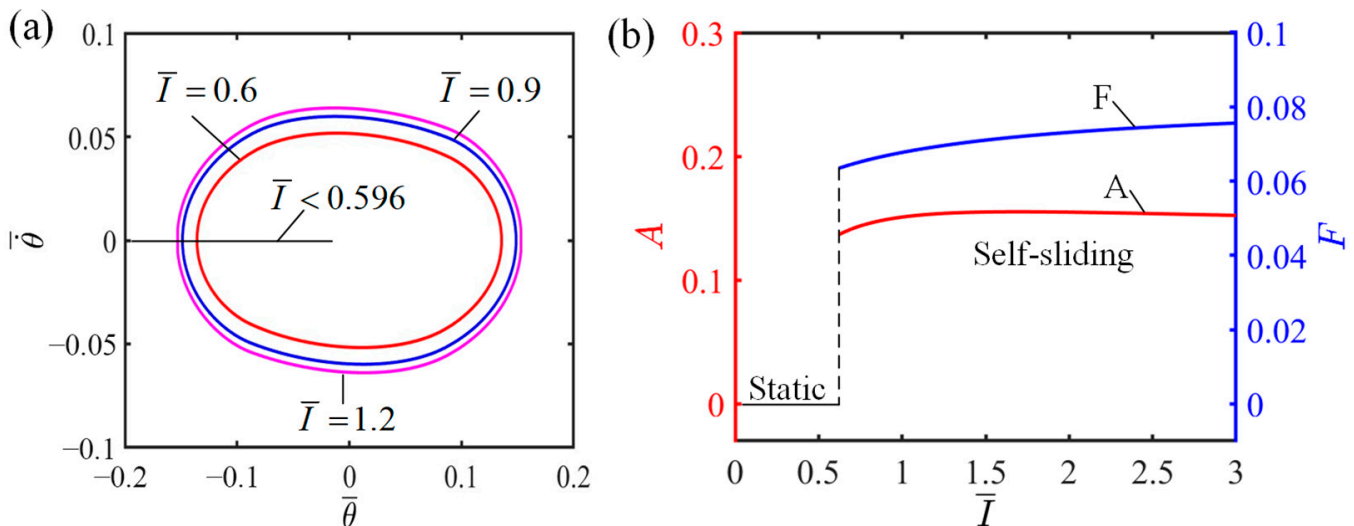 (a)
0.1
0.05
0
−0.05
−0.1
θ̄̇
Ī=0.6
Ī=0.9
Ī<0.596
Ī=1.2
−0.2
−0.1
0
0.1
0.2
θ̄
(b)
0.3
0.2
0.1
0
A
F
A
Self-sliding
Static
0.1
0.08
0.06
0.04
0.02
0
F
0
0.5
1
1.5
2
2.5
3
Ī